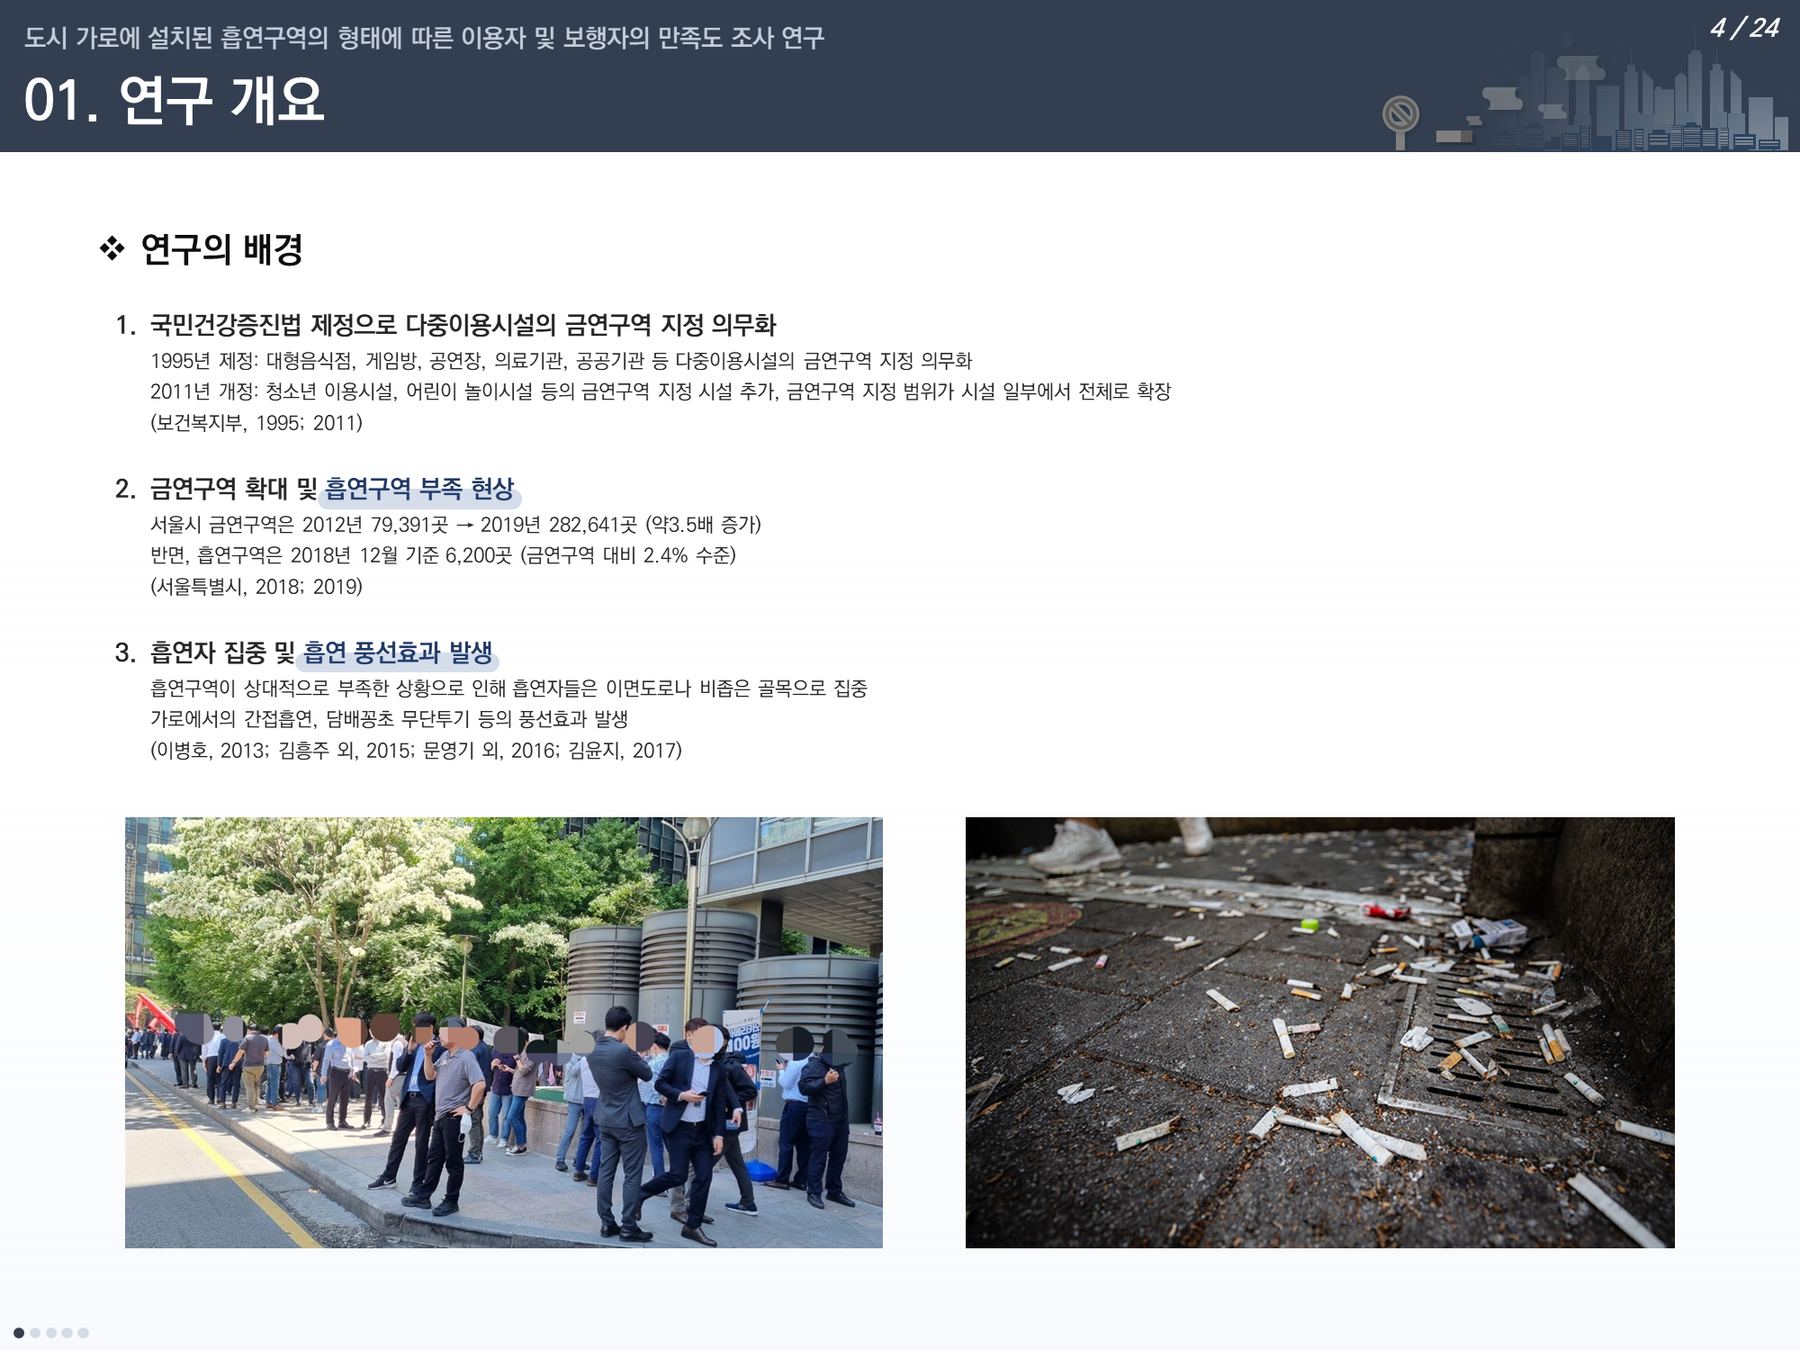 도시 가로에 설치된 흡연구역의 형태에 따른 이용자 및 보행자의 만족도 조사 연구
4 / 24
01. 연구 개요
❖ 연구의 배경
1. 국민건강증진법 제정으로 다중이용시설의 금연구역 지정 의무화
1995년 제정: 대형음식점, 게임방, 공연장, 의료기관, 공공기관 등 다중이용시설의 금연구역 지정 의무화
2011년 개정: 청소년 이용시설, 어린이 놀이시설 등의 금연구역 지정 시설 추가, 금연구역 지정 범위가 시설 일부에서 전체로 확장
(보건복지부, 1995; 2011)
2. 금연구역 확대 및 흡연구역 부족 현상
서울시 금연구역은 2012년 79,391곳 → 2019년 282,641곳 (약3.5배 증가)
반면, 흡연구역은 2018년 12월 기준 6,200곳 (금연구역 대비 2.4% 수준)
(서울특별시, 2018; 2019)
3. 흡연자 집중 및 흡연 풍선효과 발생
흡연구역이 상대적으로 부족한 상황으로 인해 흡연자들은 이면도로나 비좁은 골목으로 집중
가로에서의 간접흡연, 담배꽁초 무단투기 등의 풍선효과 발생
(이병호, 2013; 김흥주 외, 2015; 문영기 외, 2016; 김윤지, 2017)